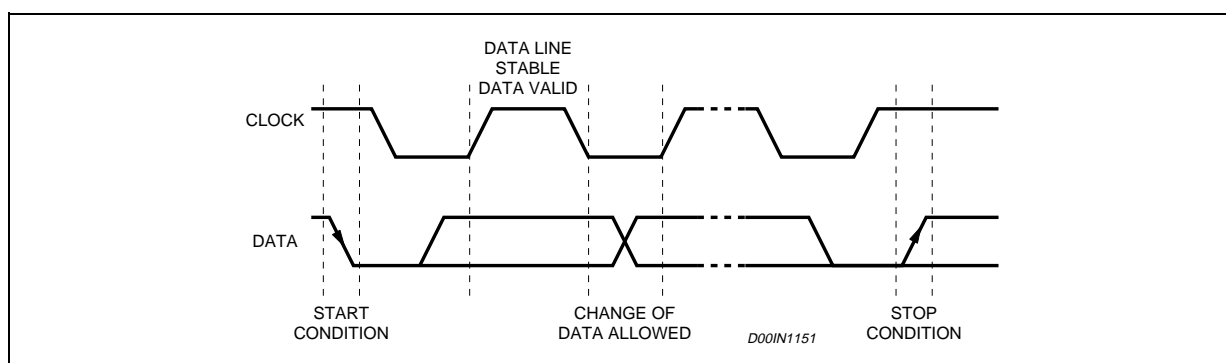 DATA LINE
STABLE
DATA VALID
CLOCK
DATA
START
CONDITION
CHANGE OF
DATA ALLOWED
D00IN1151
STOP
CONDITION